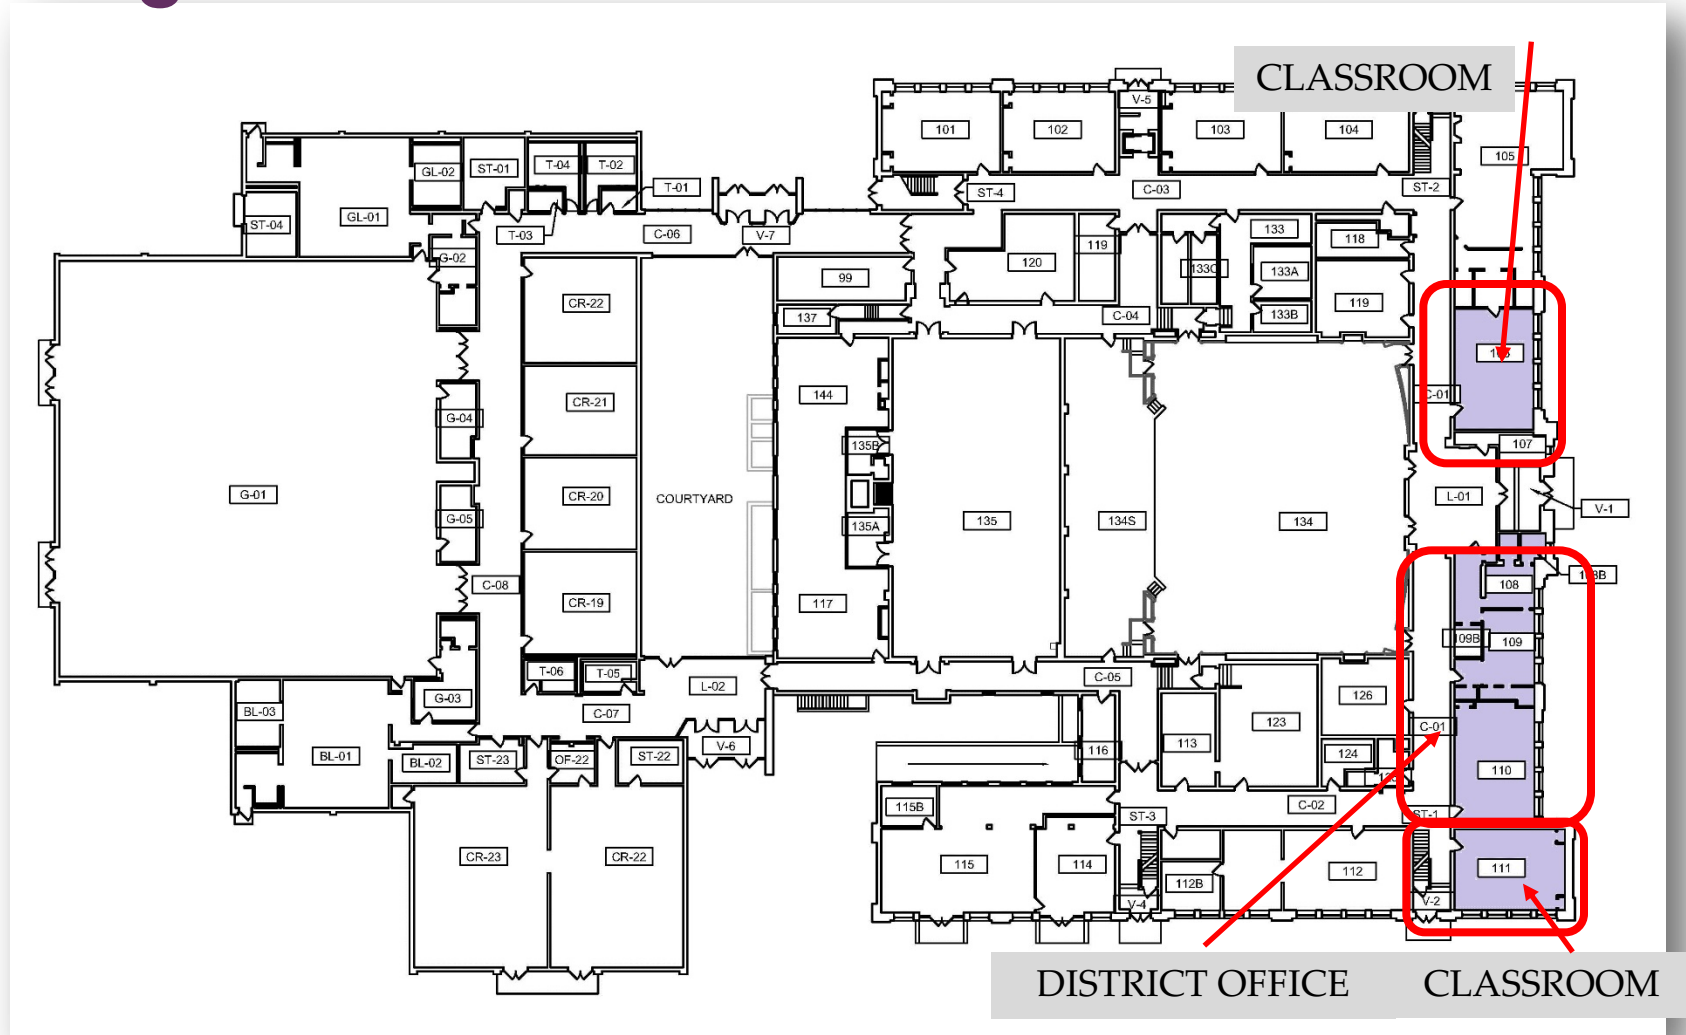 CLASSROOM
V-5
101
102
103
104
105
GL-02
ST-01
T-04
T-02
T-01
ST-4
C-03
ST-2
ST-04
GL-01
T-03
C-06
V-7
119
133
118
G-02
120
133C
133A
99
CR-22
119
137
C-04
133B
144
C-01
CR-21
G-04
135B
107
G-01
CR-20
COURTYARD
L-01
V-1
G-05
135A
135
134S
134
C-08
108
CR-19
117
109B
109
T-06
T-05
C-05
G-03
L-02
126
BL-03
C-07
123
C-01
V-6
113
116
BL-01
BL-02
ST-23
OF-22
ST-22
124
110
115B
C-02
ST-3
ST-1
CR-23
CR-22
115
114
112
111
112B
V-4
V-2
DISTRICT OFFICE
CLASSROOM